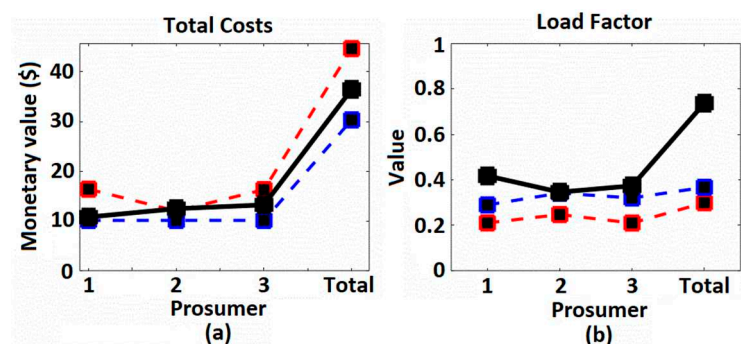 Total Costs
Monetary value ($)
40
30
20
10
0
1 2 3 Total
Prosumer
(a)
Load Factor
Value
1
0.8
0.6
0.4
0.2
0
1 2 3 Total
Prosumer
(b)